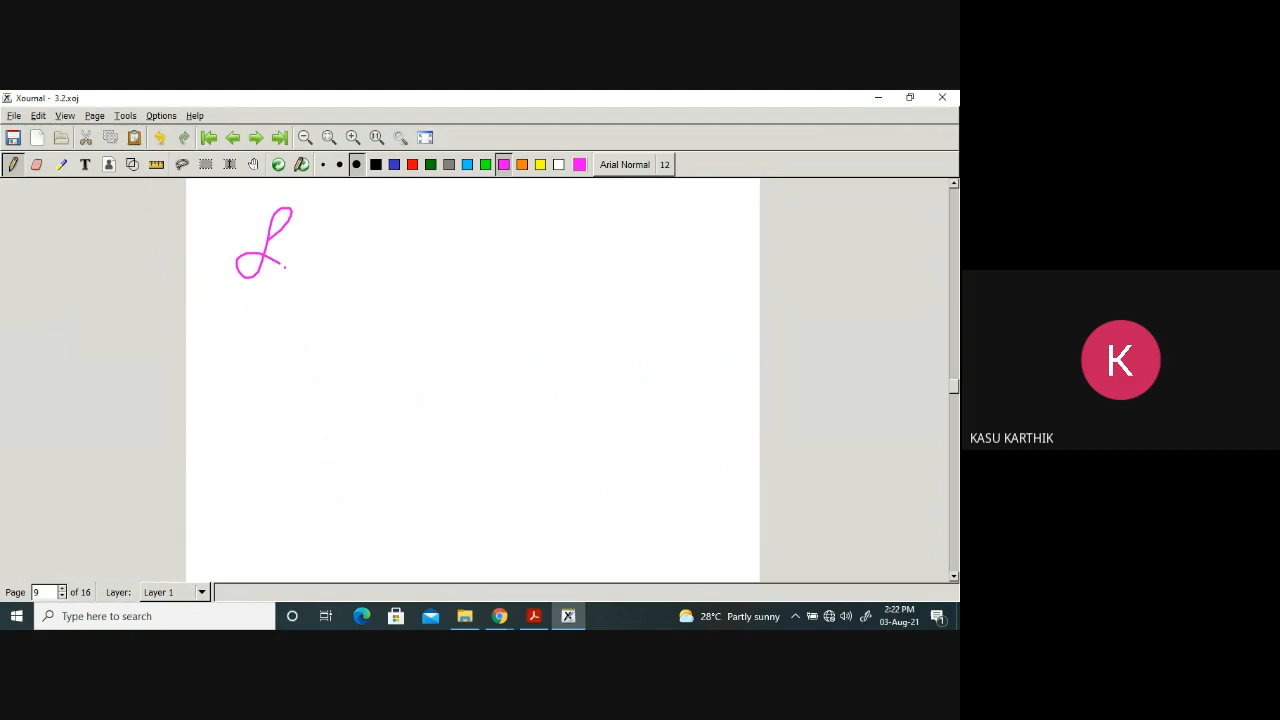 Xournal - 3.2.xoj
File Edit View Page Tools Options Help
Arial Normal 12
ℒ
K
KASU KARTHIK
Page 9 of 16 Layer: Layer 1
Type here to search
28°C Partly sunny
2:22 PM
03-Aug-21
1